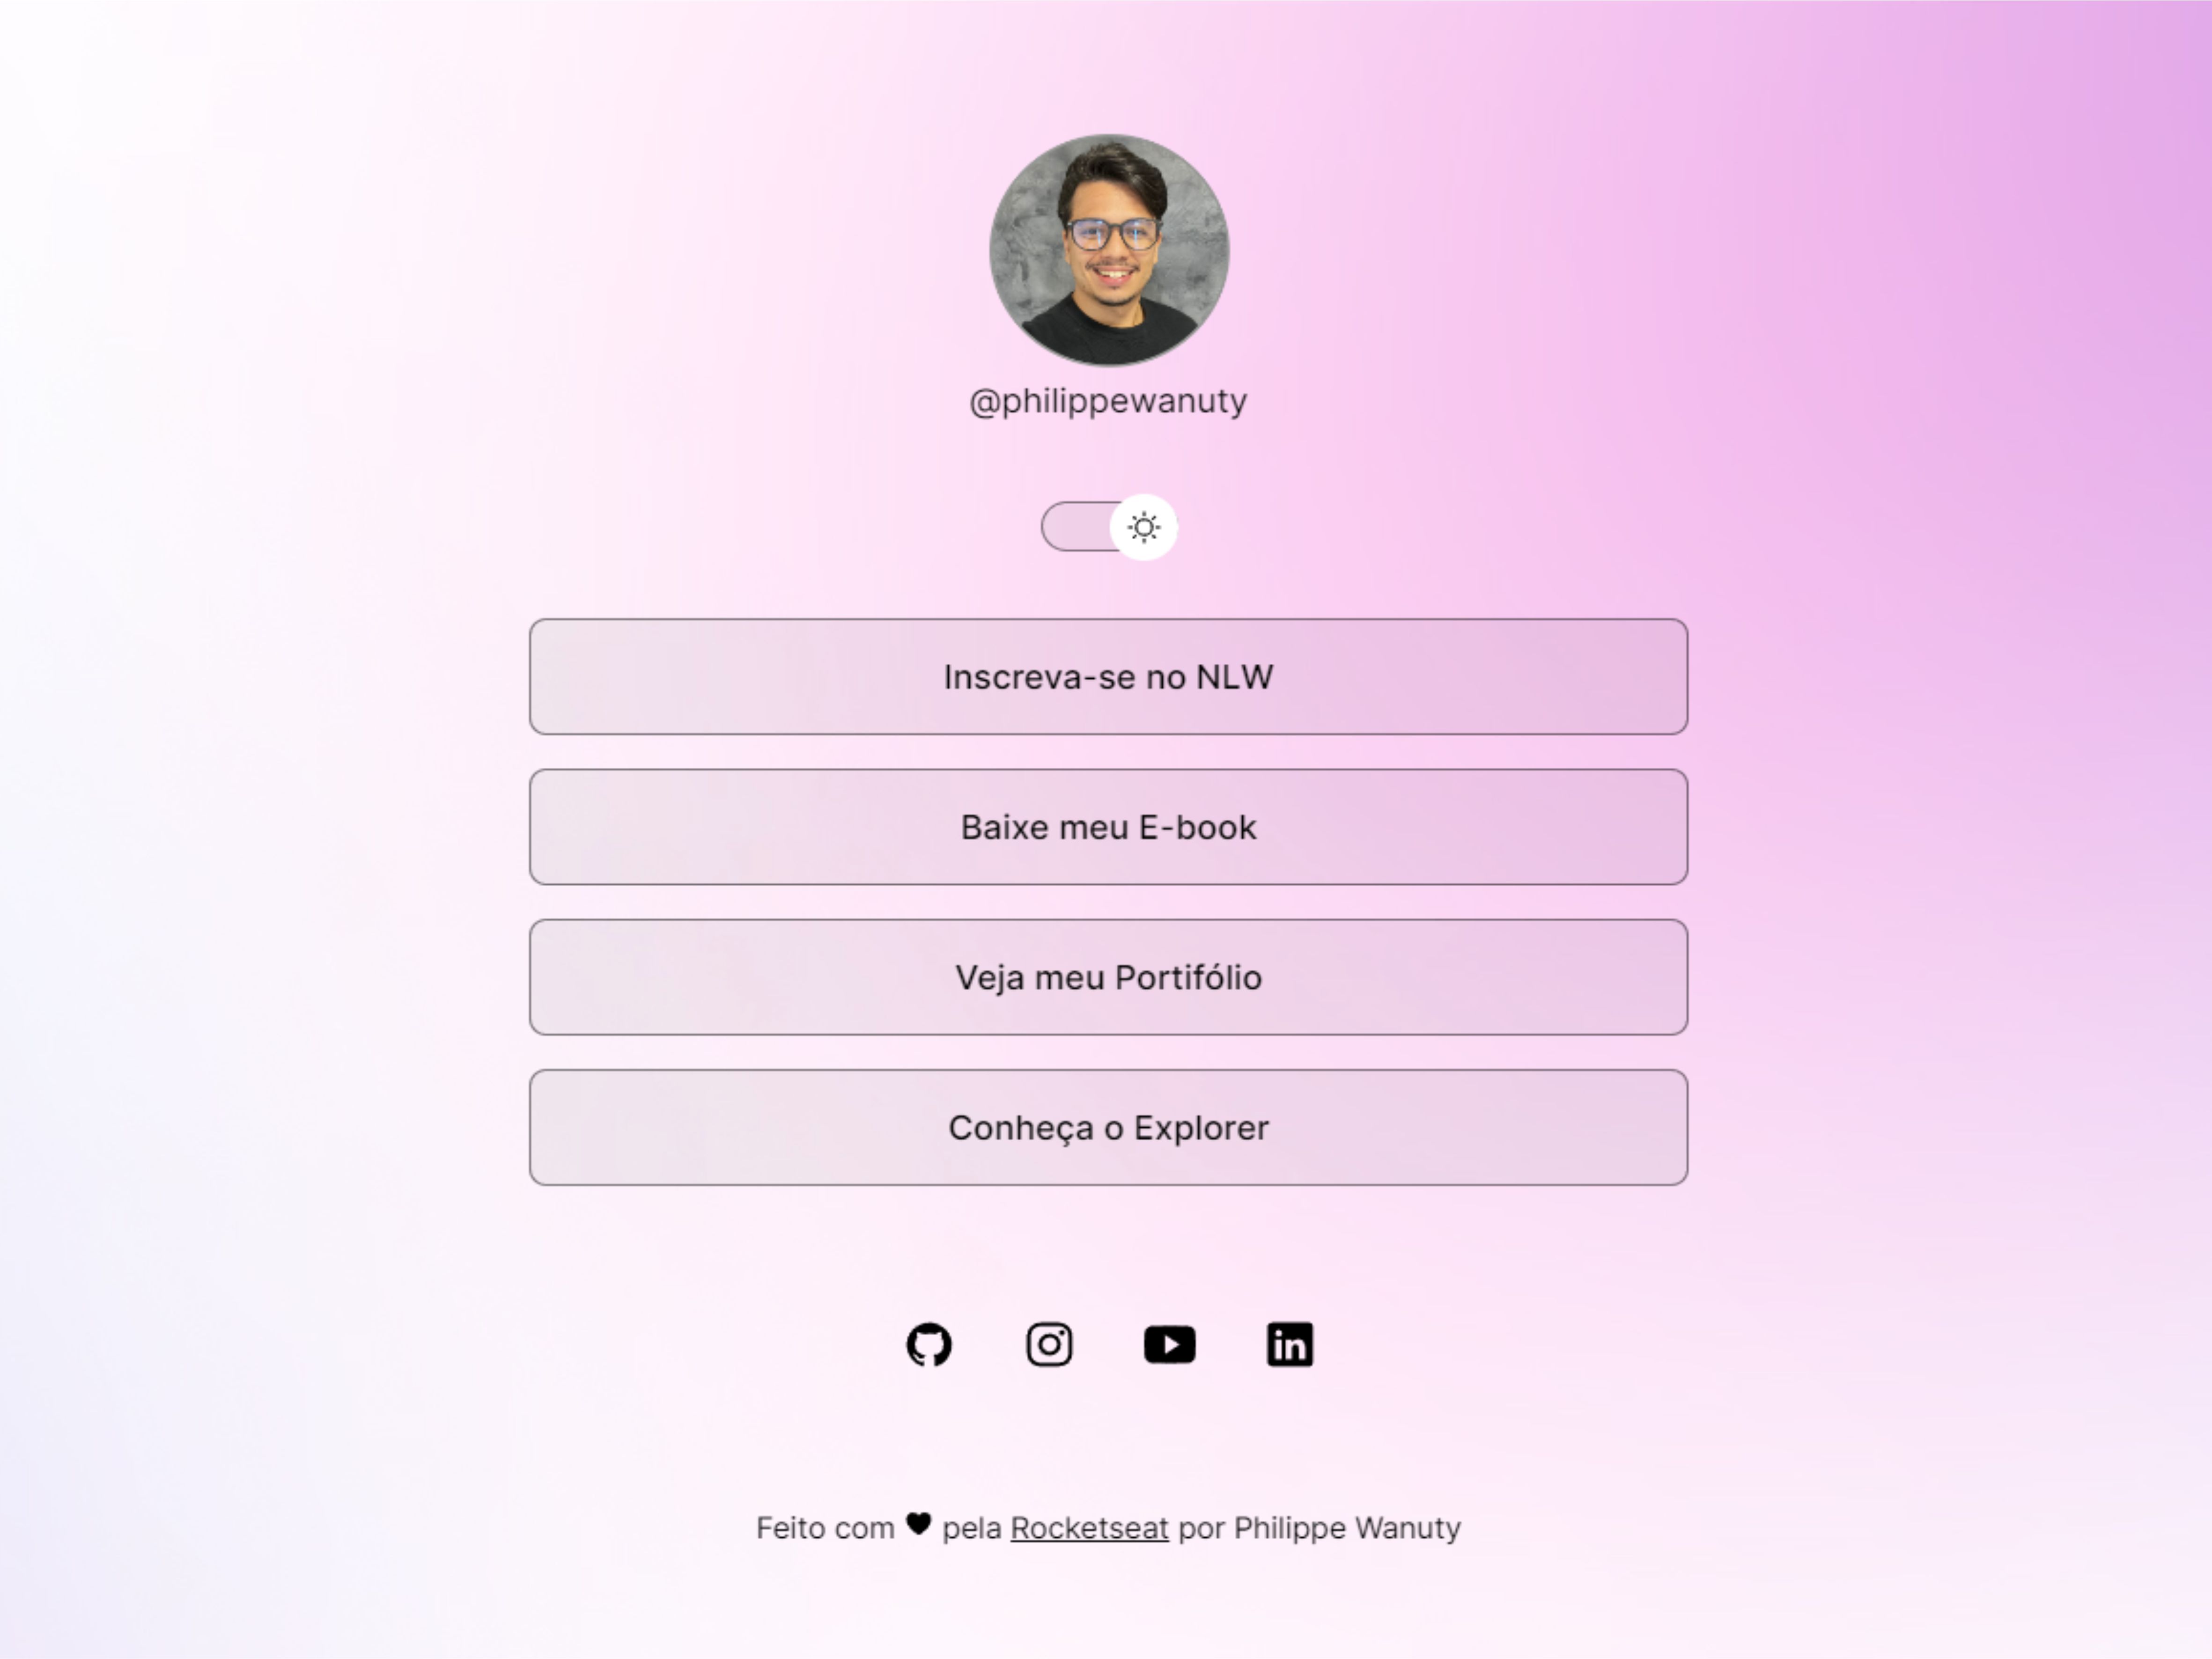 @philippewanuty
Inscreva-se no NLW
Baixe meu E-book
Veja meu Portifólio
Conheça o Explorer
in
Feito com ♥ pela Rocketseat por Philippe Wanuty